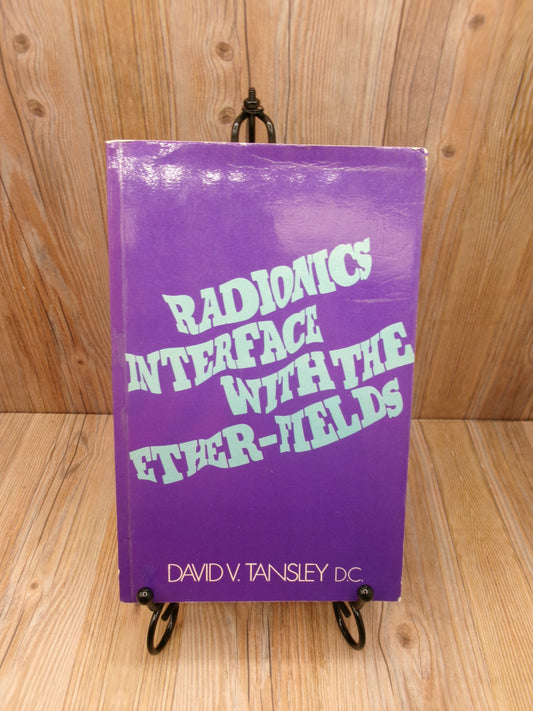 RADIONICS
INTERFACE
WITH THE
ETHER-FIELDS
DAVID V. TANSLEY D.C.